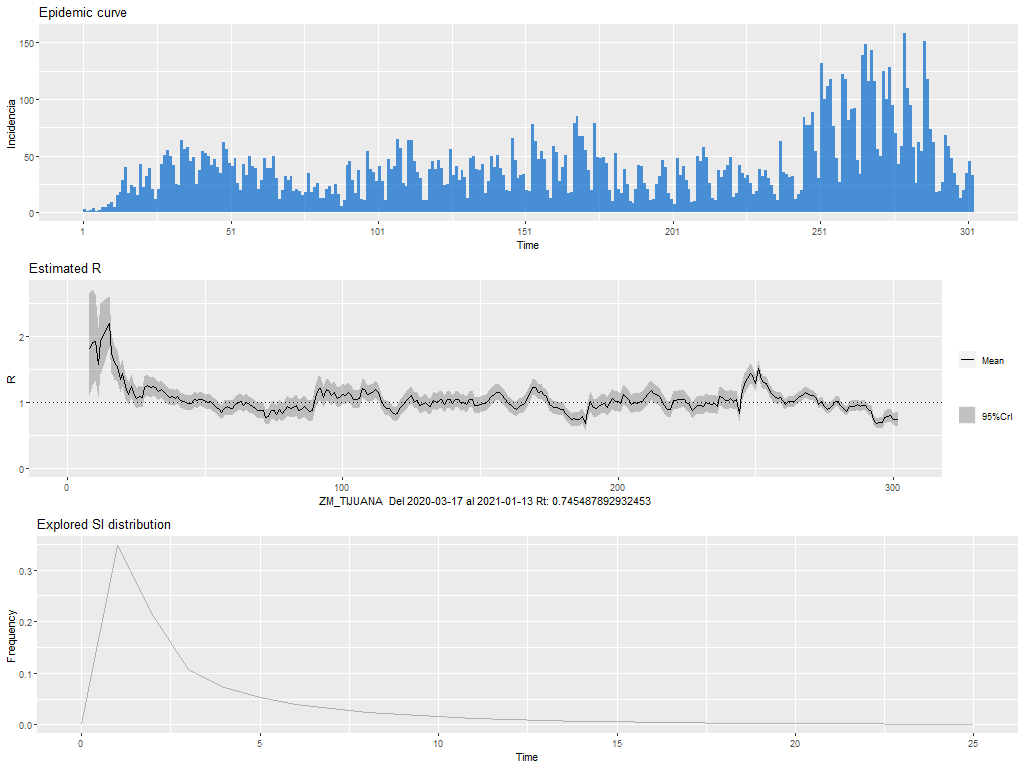 Epidemic curve
150
100
50
0
Incidencia
1 51 101 151 201 251 301
Time
Estimated R
2
1
0
R
0 100 200 300
ZM_TIJUANA Del 2020-03-17 al 2021-01-13 Rt: 0.745487892932453
Mean
95%CrI
Explored SI distribution
0.3
0.2
0.1
0.0
Frequency
0 5 10 15 20 25
Time